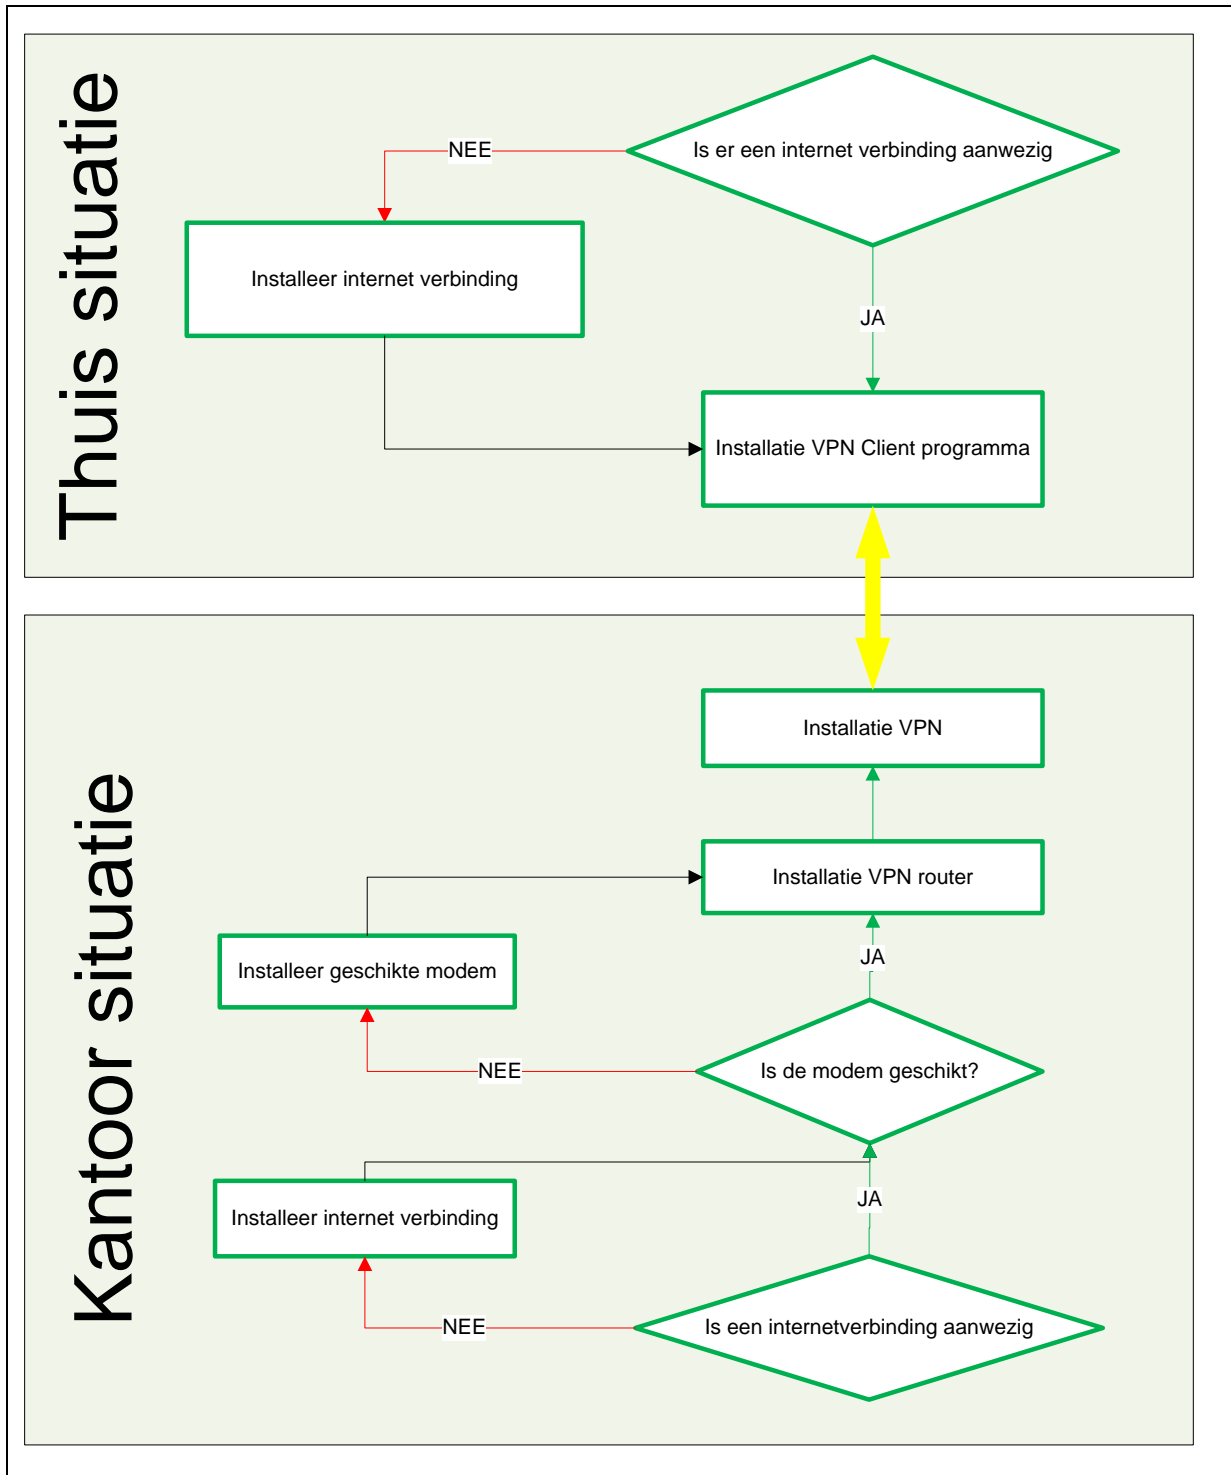 Thuis situatie
Is er een internet verbinding aanwezig
NEE
Installeer internet verbinding
JA
Installatie VPN Client programma
Kantoor situatie
Installatie VPN
Installatie VPN router
JA
Installeer geschikte modem
NEE
Is de modem geschikt?
JA
Installeer internet verbinding
NEE
Is een internetverbinding aanwezig